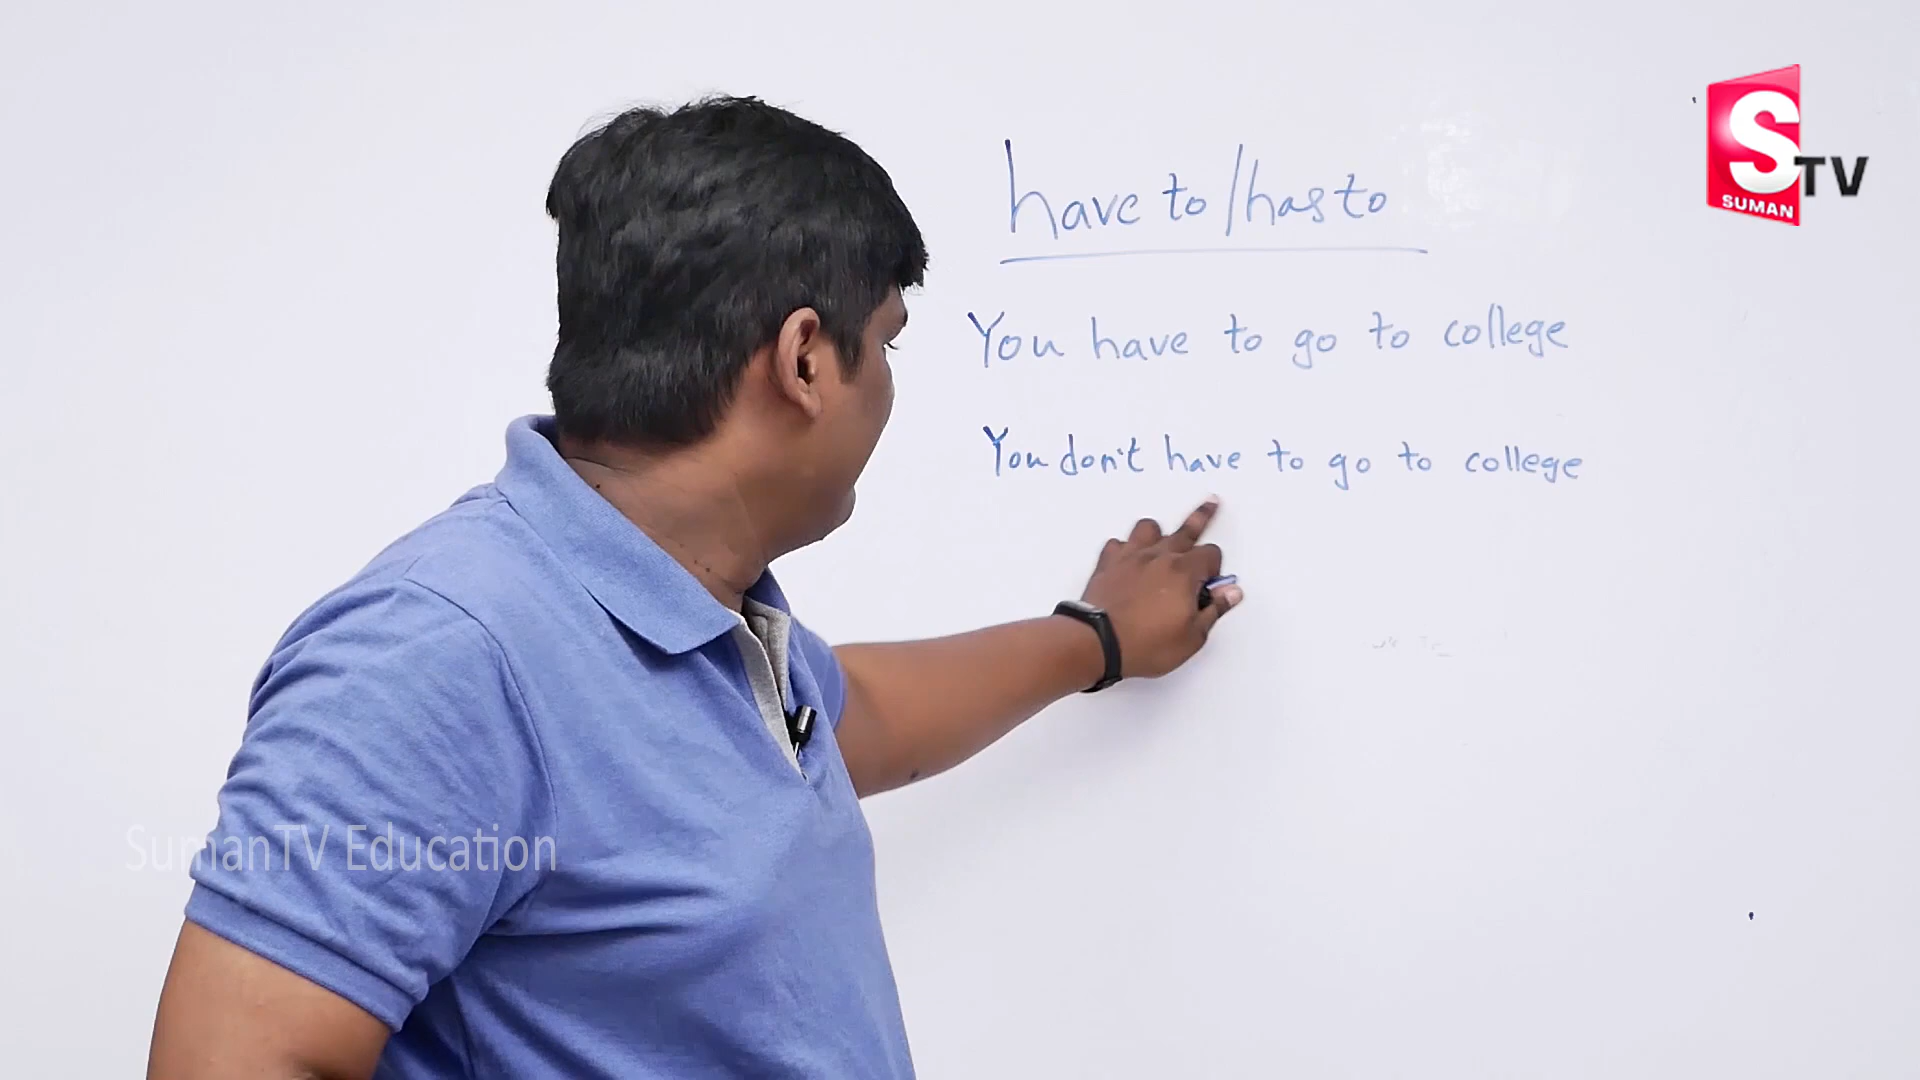 have to/has to
S TV
SUMAN
You have to go to college
You don't have to go to college
SumanTV Education